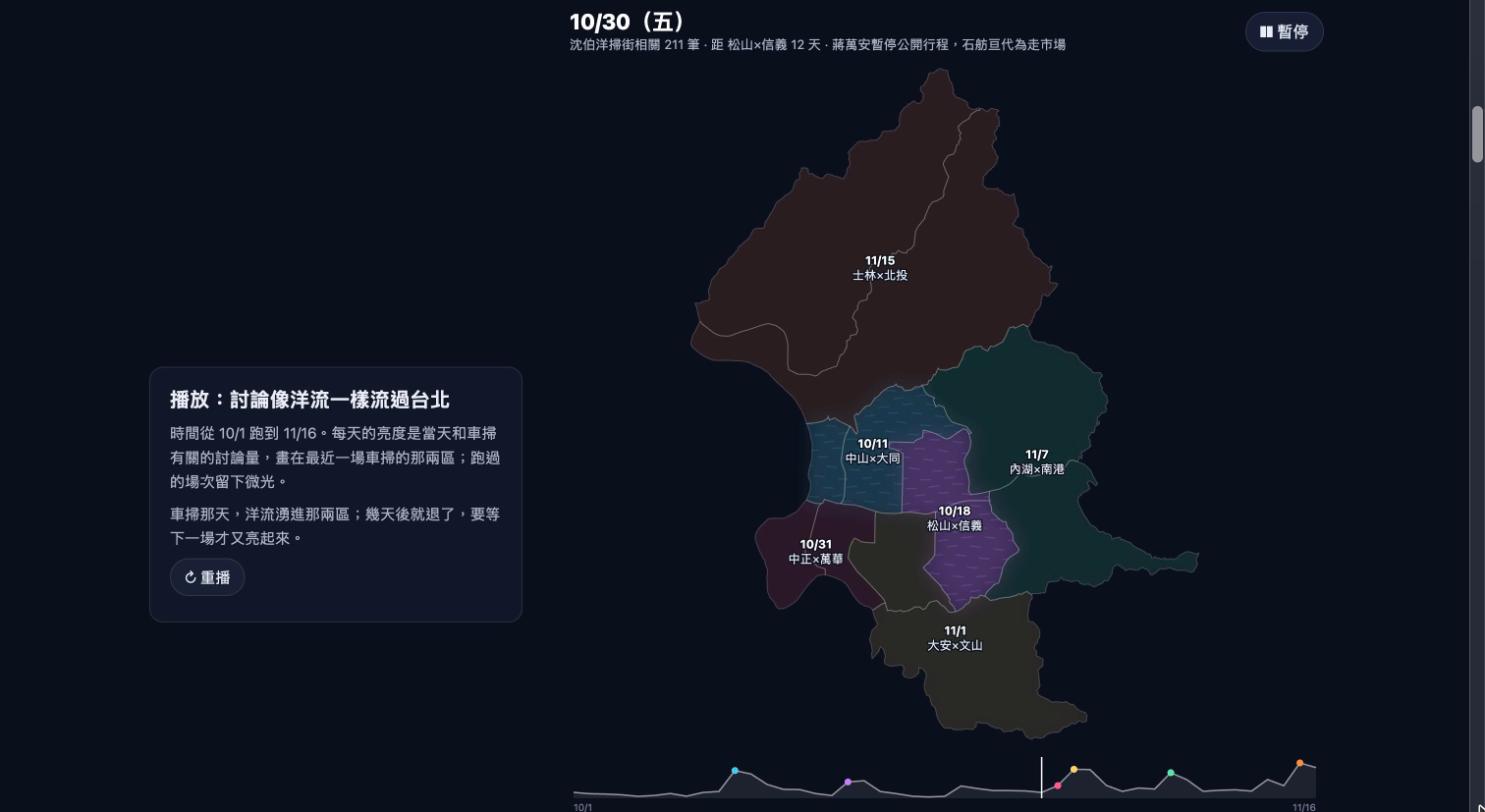 10/30（五）
沈伯洋掃街相關 211 筆 · 距 松山×信義 12 天 · 蔣萬安暫停公開行程，石舫亘代為走市場
暫停
11/15
士林×北投
播放：討論像洋流一樣流過台北
時間從 10/1 跑到 11/16。每天的亮度是當天和車掃
有關的討論量，畫在最近一場車掃的那兩區；跑過
的場次留下微光。
車掃那天，洋流湧進那兩區；幾天後就退了，要等
下一場才又亮起來。
重播
10/11
中山×大同
11/7
內湖×南港
10/18
松山×信義
10/31
中正×萬華
11/1
大安×文山
10/1
11/16